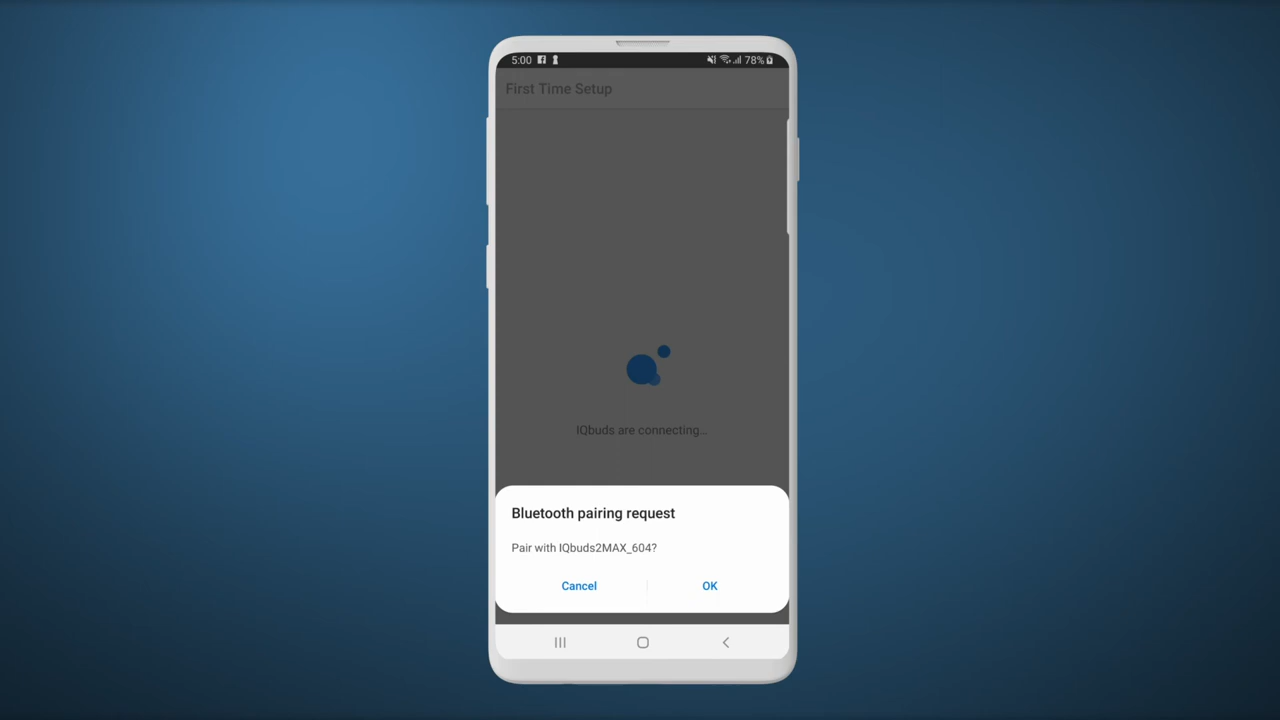 5:00 78%
First Time Setup
IQbuds are connecting...
Bluetooth pairing request
Pair with IQbuds2MAX_604?
Cancel OK